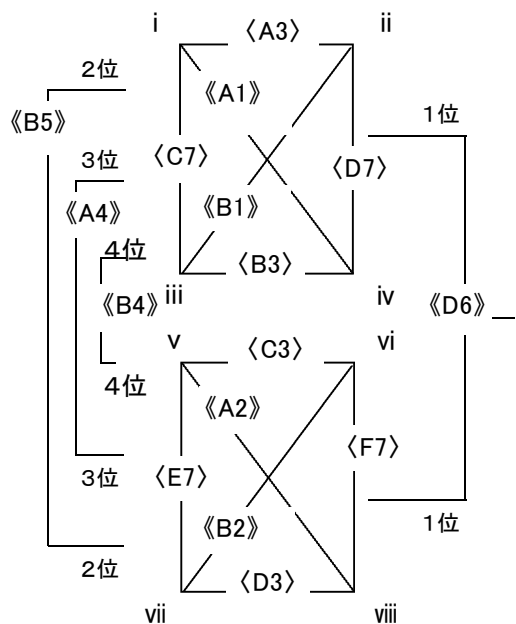 i 〈A3〉 ii
2位 《A1》 1位
《B5》
3位 〈C7〉 〈D7〉
《A4》 《B1》
4位 〈B3〉
《B4》 iii iv 《D6》
v 〈C3〉 vi
4位 《A2》
〈F7〉
3位 〈E7〉
《B2》 1位
2位 〈D3〉
vii viii